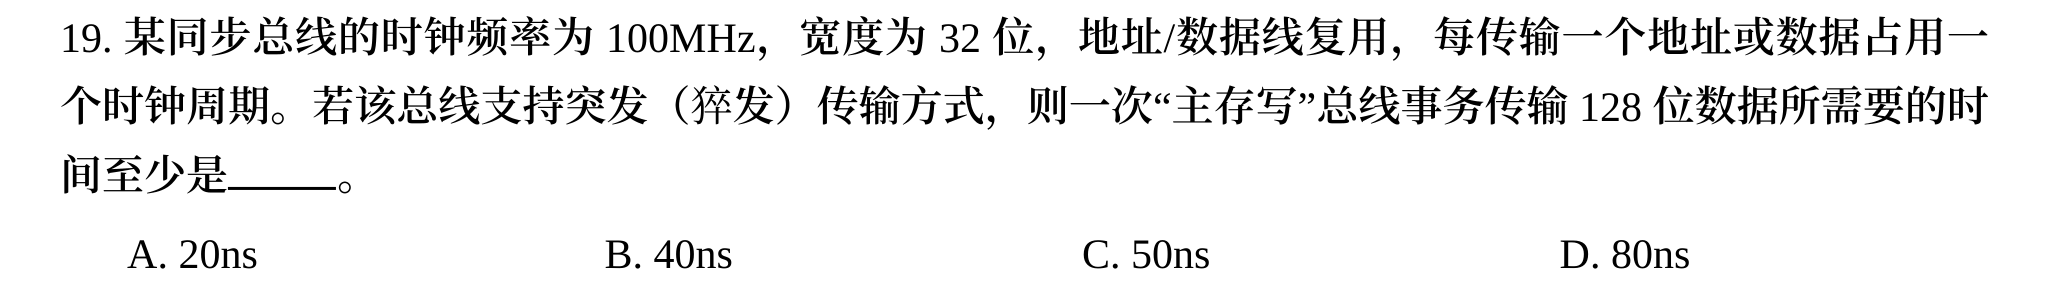 19. 某同步总线的时钟频率为 100MHz，宽度为 32 位，地址/数据线复用，每传输一个地址或数据占用一
个时钟周期。若该总线支持突发（猝发）传输方式，则一次“主存写”总线事务传输 128 位数据所需要的时
间至少是_____。
A. 20ns B. 40ns C. 50ns D. 80ns